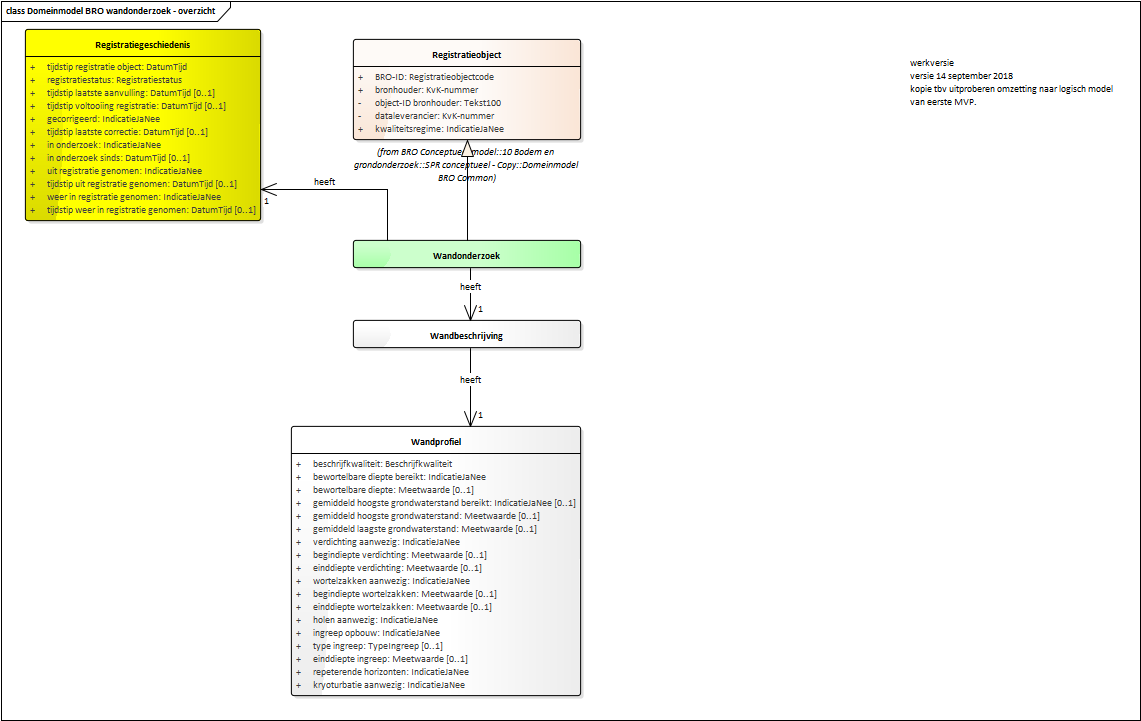 class Domeinmodel BRO wandonderzoek - overzicht
Registratiegeschiedenis
+ tijdstip registratie object: DatumTijd
+ registratiestatus: Registratiestatus
+ tijdstip laatste aanvulling: DatumTijd [0..1]
+ tijdstip voltooiing registratie: DatumTijd [0..1]
+ gecorrigeerd: IndicatieJaNee
+ tijdstip laatste correctie: DatumTijd [0..1]
+ in onderzoek: IndicatieJaNee
+ in onderzoek sinds: DatumTijd [0..1]
+ uit registratie genomen: IndicatieJaNee
+ tijdstip uit registratie genomen: DatumTijd [0..1]
+ weer in registratie genomen: IndicatieJaNee
+ tijdstip weer in registratie genomen: DatumTijd [0..1]
Registratieobject
+ BRO-ID: Registratieobjectcode
+ bronhouder: KvK-nummer
- object-ID bronhouder: Tekst100
- dataleverancier: KvK-nummer
+ kwaliteitsregime: IndicatieJaNee
(from BRO Conceptueel model::10 Bodem en
grondonderzoek::SPR conceptueel - Copy::Domeinmodel
BRO Common)
werkversie
versie 14 september 2018
kopie tbv uitproberen omzetting naar logisch model
van eerste MVP.
heeft
1
Wandonderzoek
heeft
1
Wandbeschrijving
heeft
1
Wandprofiel
+ beschrijfkwaliteit: Beschrijfkwaliteit
+ bewortelbare diepte bereikt: IndicatieJaNee
+ bewortelbare diepte: Meetwaarde [0..1]
+ gemiddeld hoogste grondwaterstand bereikt: IndicatieJaNee [0..1]
+ gemiddeld hoogste grondwaterstand: Meetwaarde [0..1]
+ gemiddeld laagste grondwaterstand: Meetwaarde [0..1]
+ verdichting aanwezig: IndicatieJaNee
+ begindiepte verdichting: Meetwaarde [0..1]
+ einddiepte verdichting: Meetwaarde [0..1]
+ wortelzakken aanwezig: IndicatieJaNee
+ begindiepte wortelzakken: Meetwaarde [0..1]
+ einddiepte wortelzakken: Meetwaarde [0..1]
+ holen aanwezig: IndicatieJaNee
+ ingreep opbouw: IndicatieJaNee
+ type ingreep: TypeIngreep [0..1]
+ einddiepte ingreep: Meetwaarde [0..1]
+ repeterende horizonten: IndicatieJaNee
+ kryoturbatie aanwezig: IndicatieJaNee